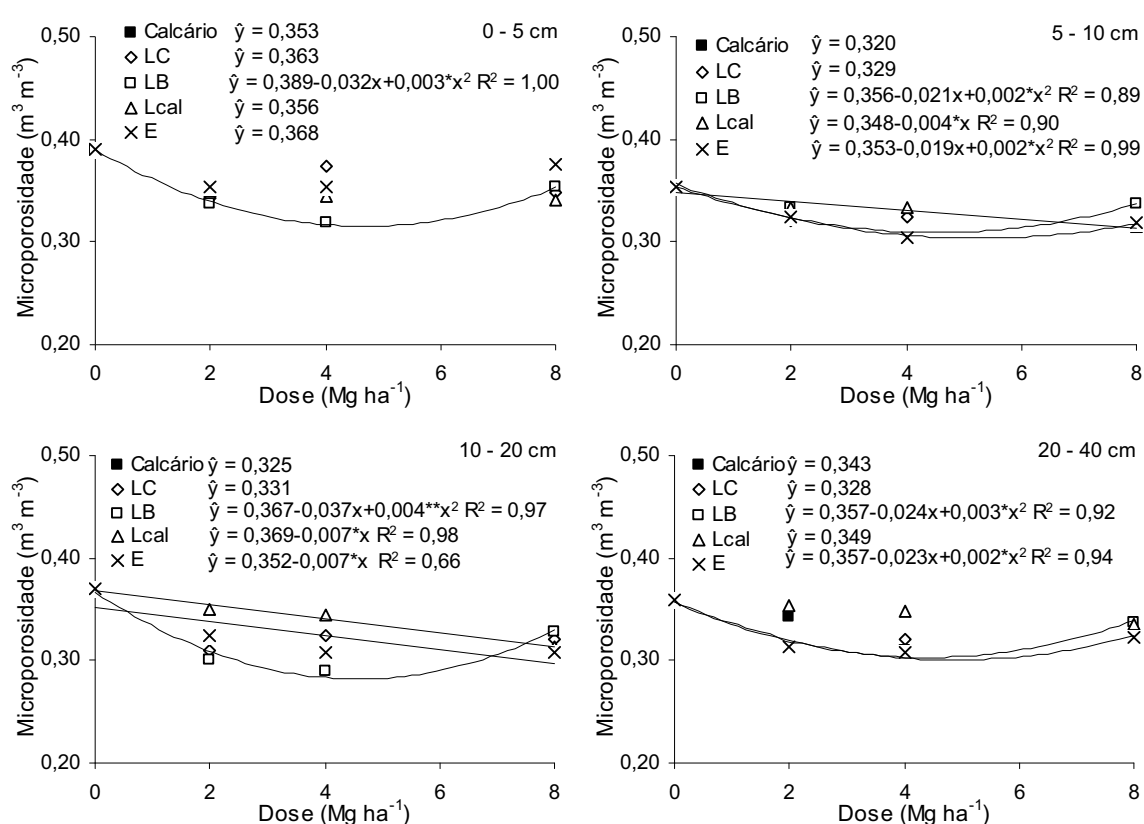 0,50
Calcário ŷ = 0,353 0 - 5 cm
LC ŷ = 0,363
LB ŷ = 0,389-0,032x+0,003*x² R² = 1,00
Lcal ŷ = 0,356
E ŷ = 0,368
0,40
0,30
0,20
Microporosidade (m³ m⁻³)
0 2 4 6 8
Dose (Mg ha⁻¹)
0,50
5 - 10 cm
Calcário ŷ = 0,320
LC ŷ = 0,329
LB ŷ = 0,356-0,021x+0,002*x² R² = 0,89
Lcal ŷ = 0,348-0,004*x R² = 0,90
E ŷ = 0,353-0,019x+0,002*x² R² = 0,99
0,40
0,30
0,20
Microporosidade (m³ m⁻³)
0 2 4 6 8
Dose (Mg ha⁻¹)
0,50
10 - 20 cm
Calcário ŷ = 0,325
LC ŷ = 0,331
LB ŷ = 0,367-0,037x+0,004**x² R² = 0,97
Lcal ŷ = 0,369-0,007*x R² = 0,98
E ŷ = 0,352-0,007*x R² = 0,66
0,40
0,30
0,20
Microporosidade (m³ m⁻³)
0 2 4 6 8
Dose (Mg ha⁻¹)
0,50
20 - 40 cm
Calcário ŷ = 0,343
LC ŷ = 0,328
LB ŷ = 0,357-0,024x+0,003*x² R² = 0,92
Lcal ŷ = 0,349
E ŷ = 0,357-0,023x+0,002*x² R² = 0,94
0,40
0,30
0,20
Microporosidade (m³ m⁻³)
0 2 4 6 8
Dose (Mg ha⁻¹)